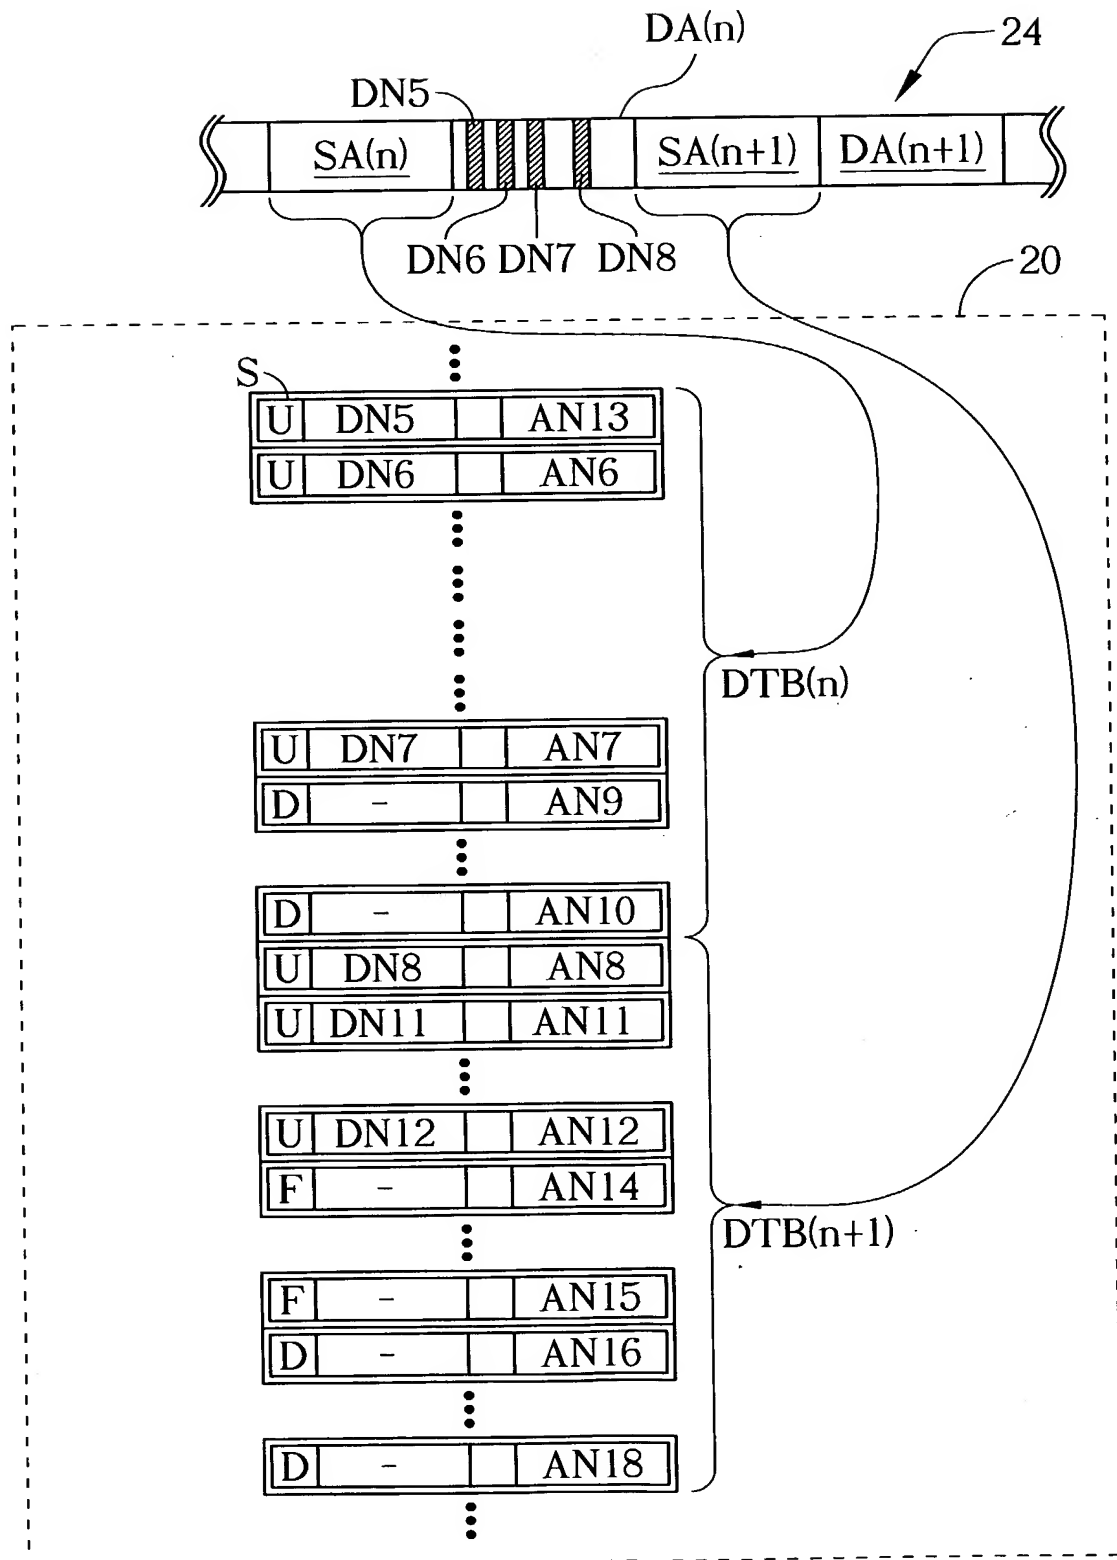 DA(n)
24
DN5
SA(n)
SA(n+1)
DA(n+1)
DN6 DN7 DN8
20
S
U DN5 AN13
U DN6 AN6
DTB(n)
U DN7 AN7
D - AN9
D - AN10
U DN8 AN8
U DN11 AN11
U DN12 AN12
F - AN14
DTB(n+1)
F - AN15
D - AN16
D - AN18